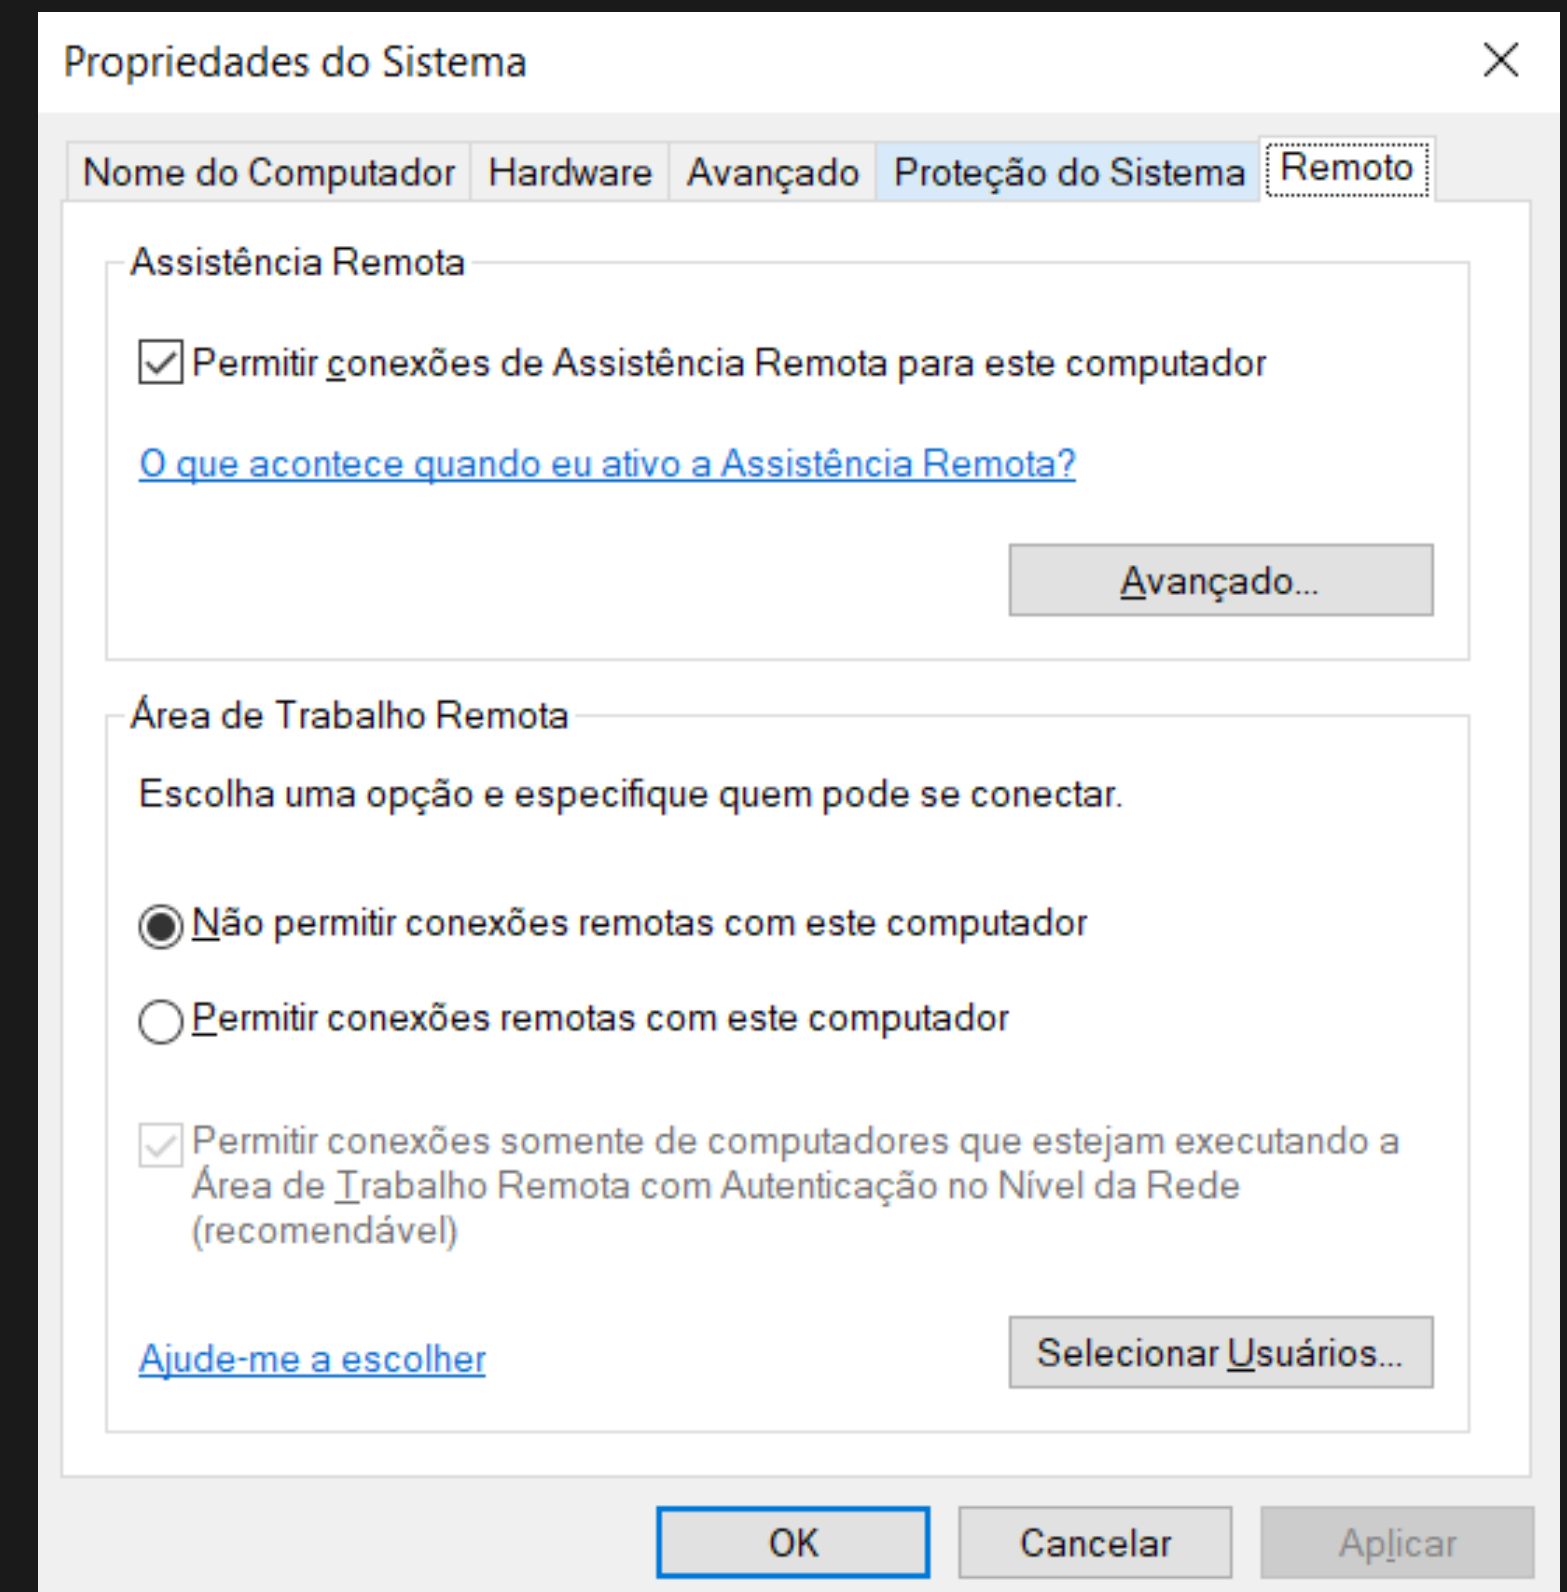 Propriedades do Sistema
Nome do Computador Hardware Avançado Proteção do Sistema Remoto
Assistência Remota
Permitir conexões de Assistência Remota para este computador
O que acontece quando eu ativo a Assistência Remota?
Avançado...
Área de Trabalho Remota
Escolha uma opção e especifique quem pode se conectar.
Não permitir conexões remotas com este computador
Permitir conexões remotas com este computador
Permitir conexões somente de computadores que estejam executando a
Área de Trabalho Remota com Autenticação no Nível da Rede
(recomendável)
Ajude-me a escolher
Selecionar Usuários...
OK Cancelar Aplicar